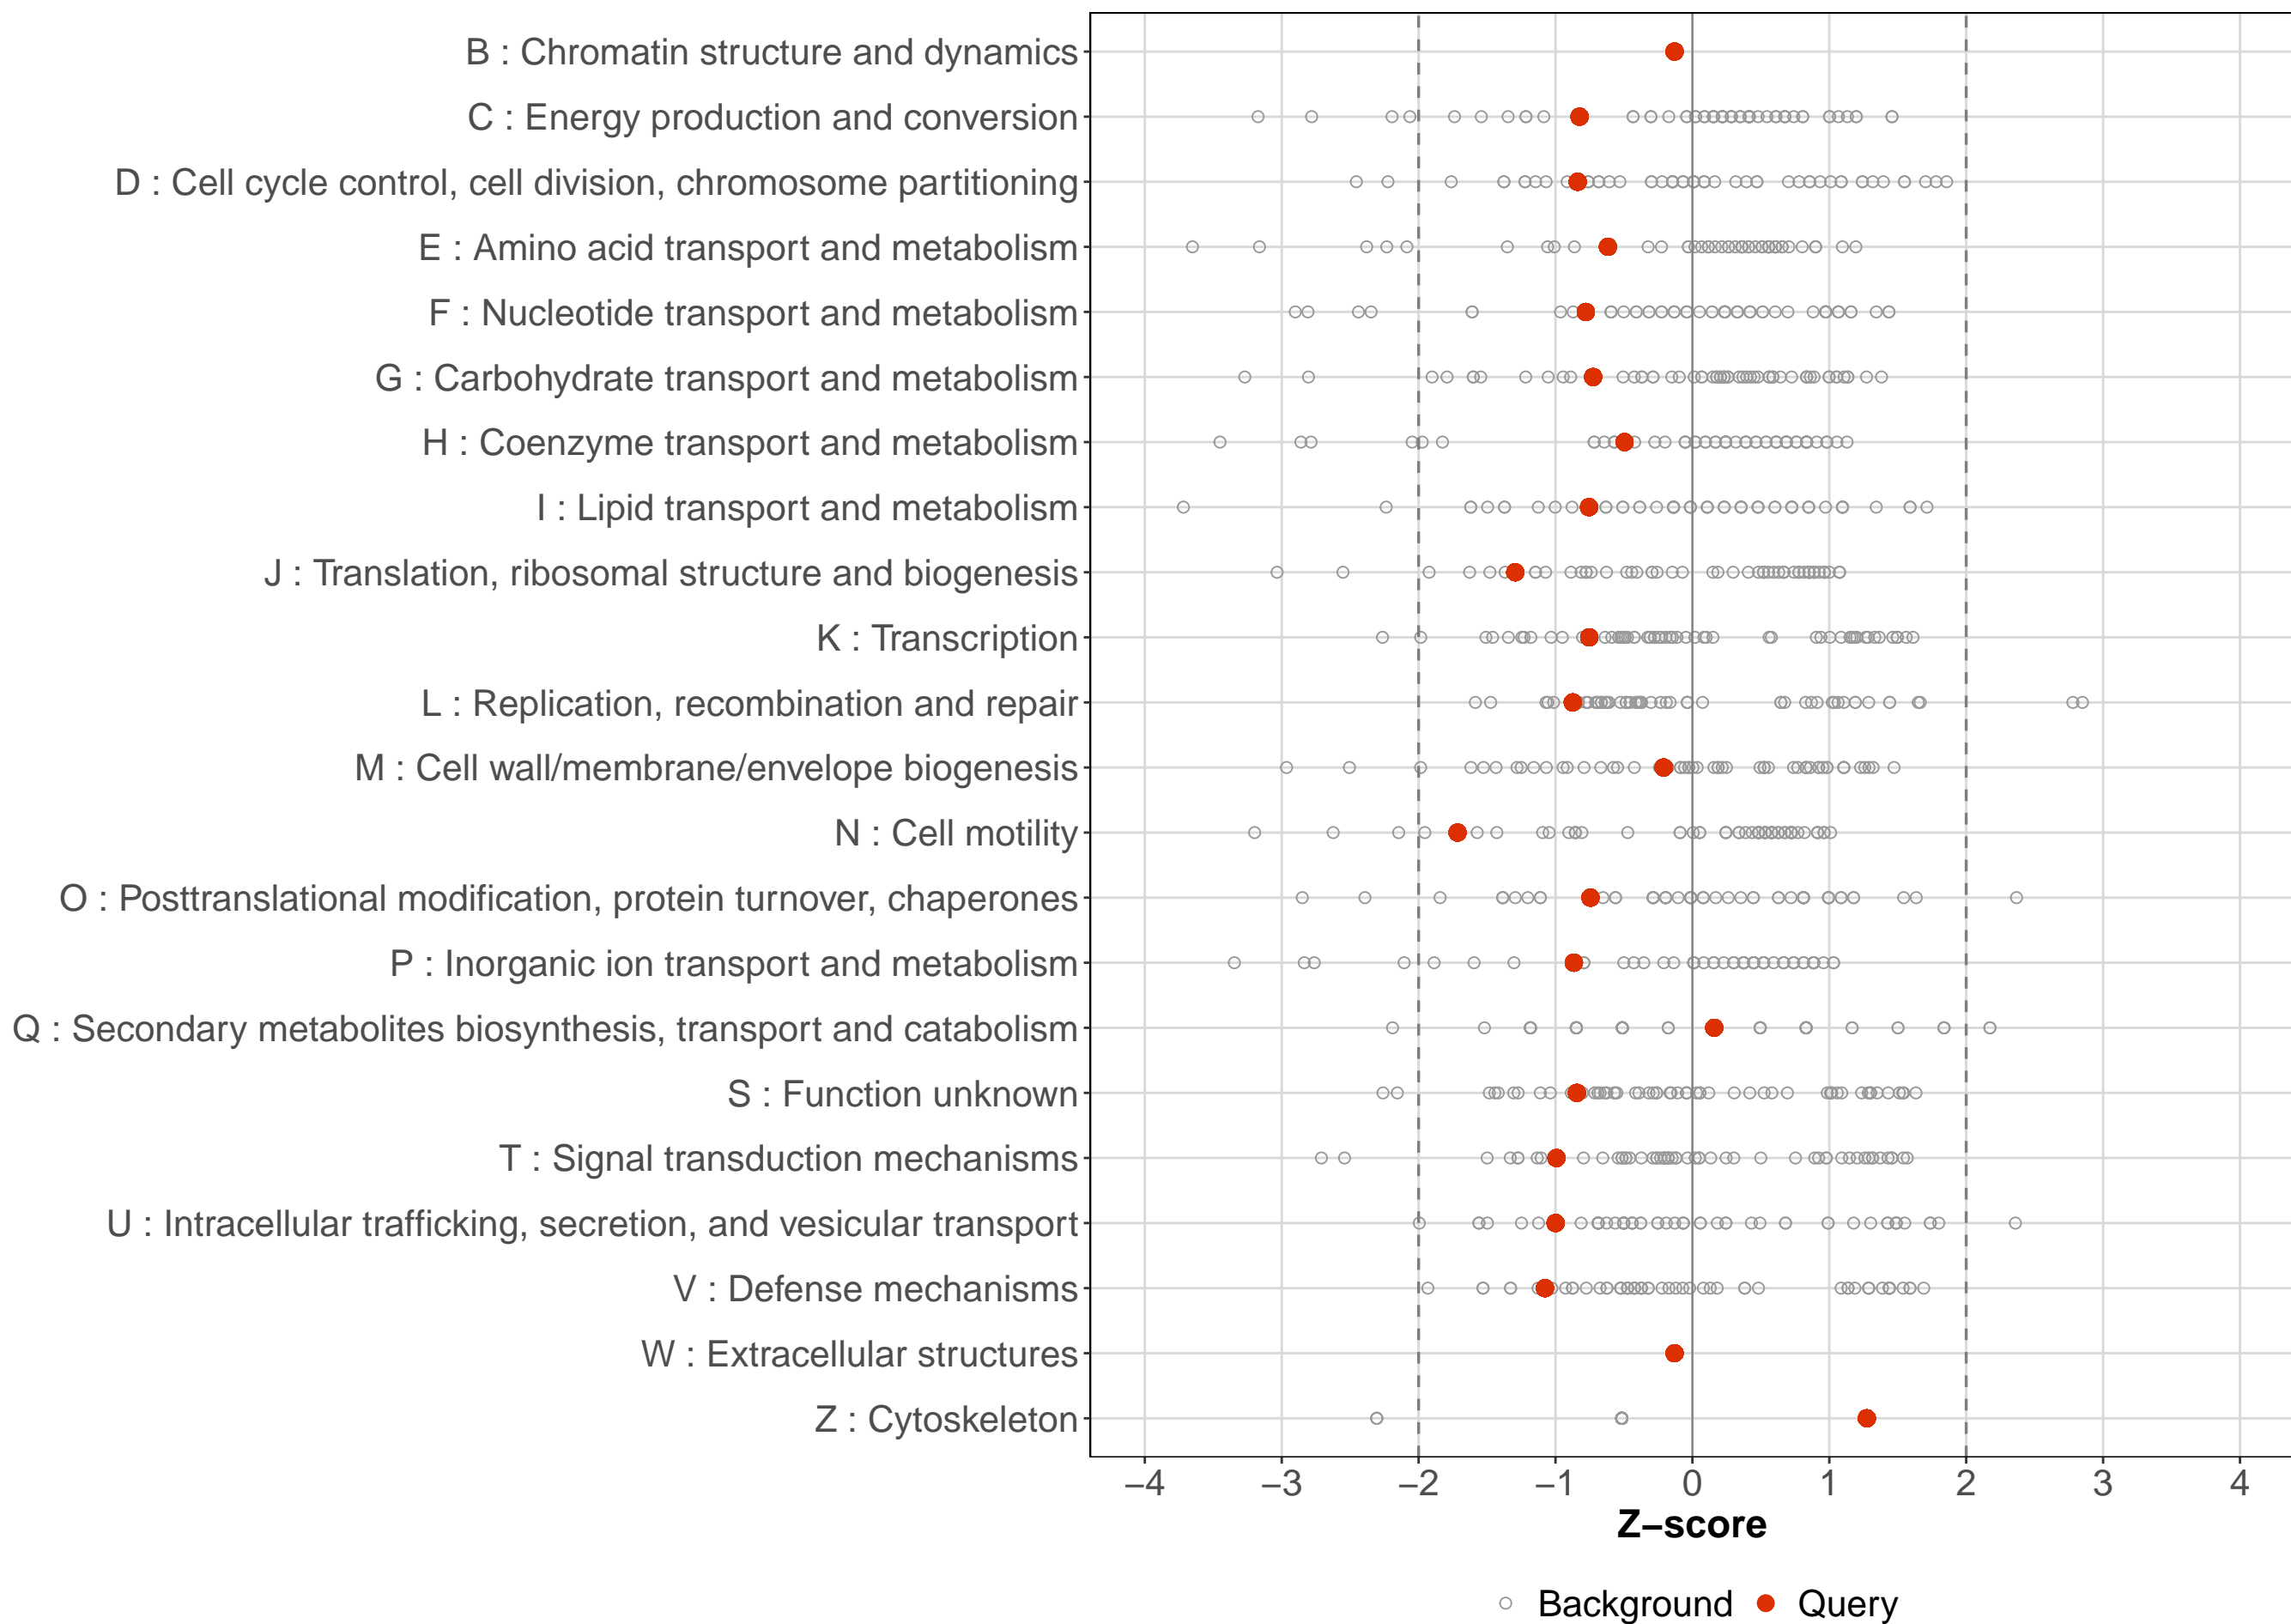 B : Chromatin structure and dynamics
C : Energy production and conversion
D : Cell cycle control, cell division, chromosome partitioning
E : Amino acid transport and metabolism
F : Nucleotide transport and metabolism
G : Carbohydrate transport and metabolism
H : Coenzyme transport and metabolism
I : Lipid transport and metabolism
J : Translation, ribosomal structure and biogenesis
K : Transcription
L : Replication, recombination and repair
M : Cell wall/membrane/envelope biogenesis
N : Cell motility
O : Posttranslational modification, protein turnover, chaperones
P : Inorganic ion transport and metabolism
Q : Secondary metabolites biosynthesis, transport and catabolism
S : Function unknown
T : Signal transduction mechanisms
U : Intracellular trafficking, secretion, and vesicular transport
V : Defense mechanisms
W : Extracellular structures
Z : Cytoskeleton
−4 −3 −2 −1 0 1 2 3 4
Z−score
Background Query